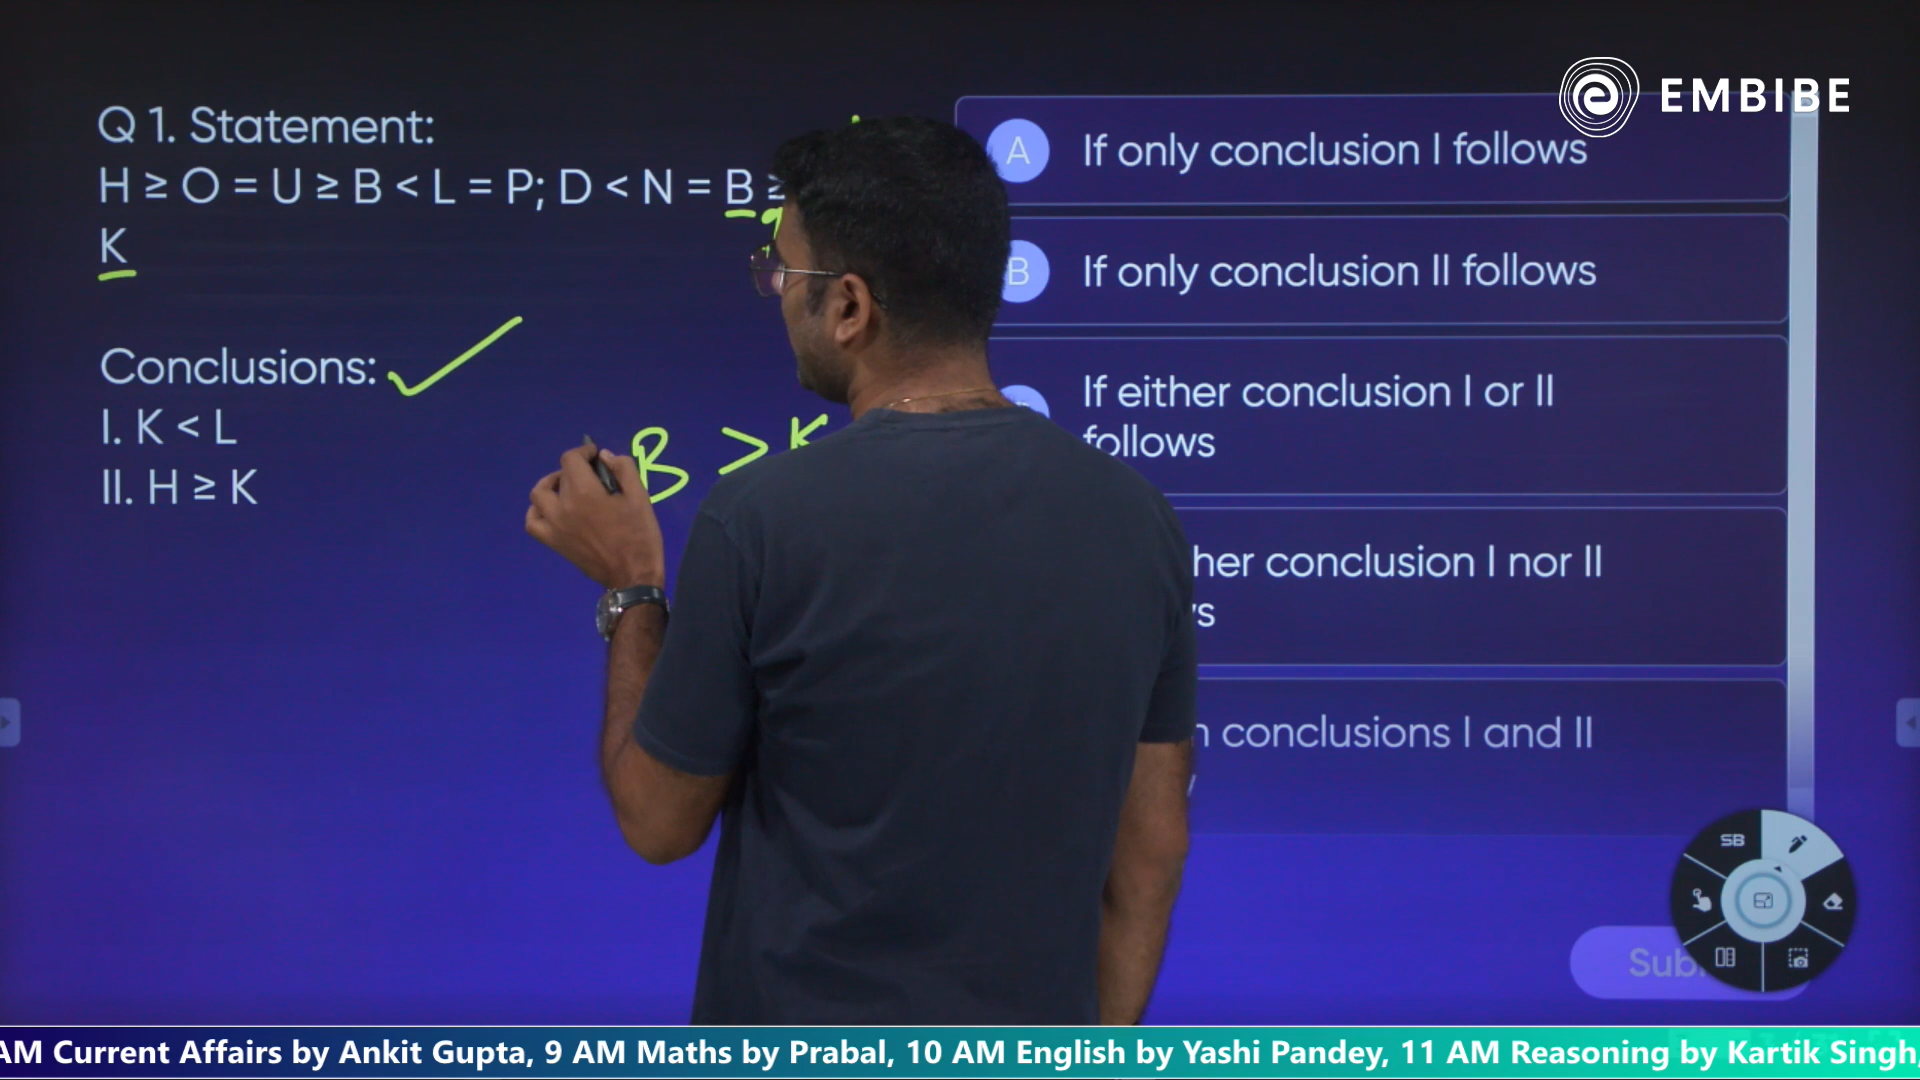 EMBIBE
Q 1. Statement:
H ≥ O = U ≥ B < L = P; D < N = B ≥
K
Conclusions:
I. K < L
II. H ≥ K
B > K
A If only conclusion I follows
B If only conclusion II follows
If either conclusion I or II
follows
conclusion I nor II
conclusions I and II
SB
AM Current Affairs by Ankit Gupta, 9 AM Maths by Prabal, 10 AM English by Yashi Pandey, 11 AM Reasoning by Kartik Singh,